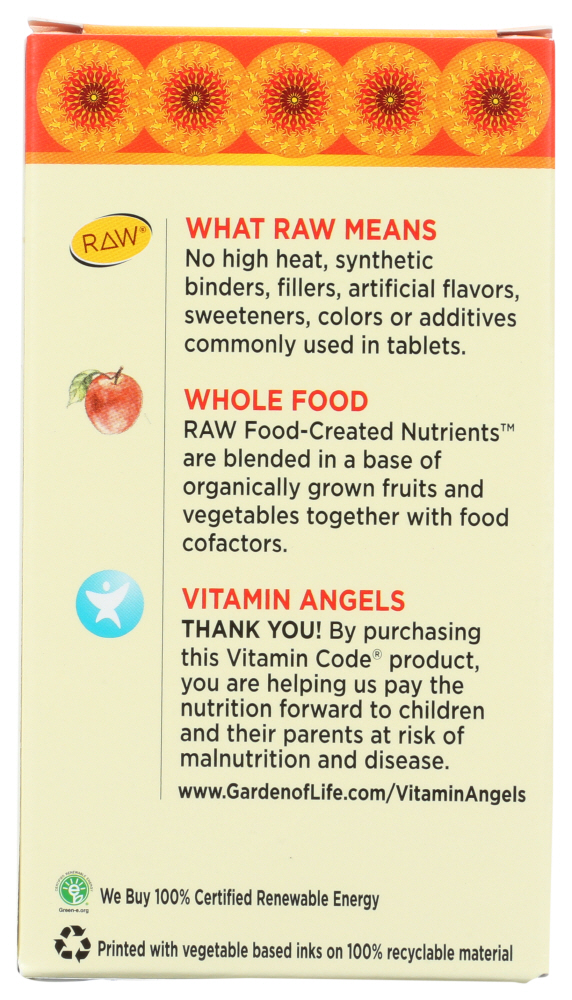 RAW®
WHAT RAW MEANS
No high heat, synthetic
binders, fillers, artificial flavors,
sweeteners, colors or additives
commonly used in tablets.
WHOLE FOOD
RAW Food-Created Nutrients™
are blended in a base of
organically grown fruits and
vegetables together with food
cofactors.
VITAMIN ANGELS
THANK YOU! By purchasing
this Vitamin Code® product,
you are helping us pay the
nutrition forward to children
and their parents at risk of
malnutrition and disease.
www.GardenofLife.com/VitaminAngels
CERTIFIED RENEWABLE ENERGY
Green-e.org
We Buy 100% Certified Renewable Energy
Printed with vegetable based inks on 100% recyclable material